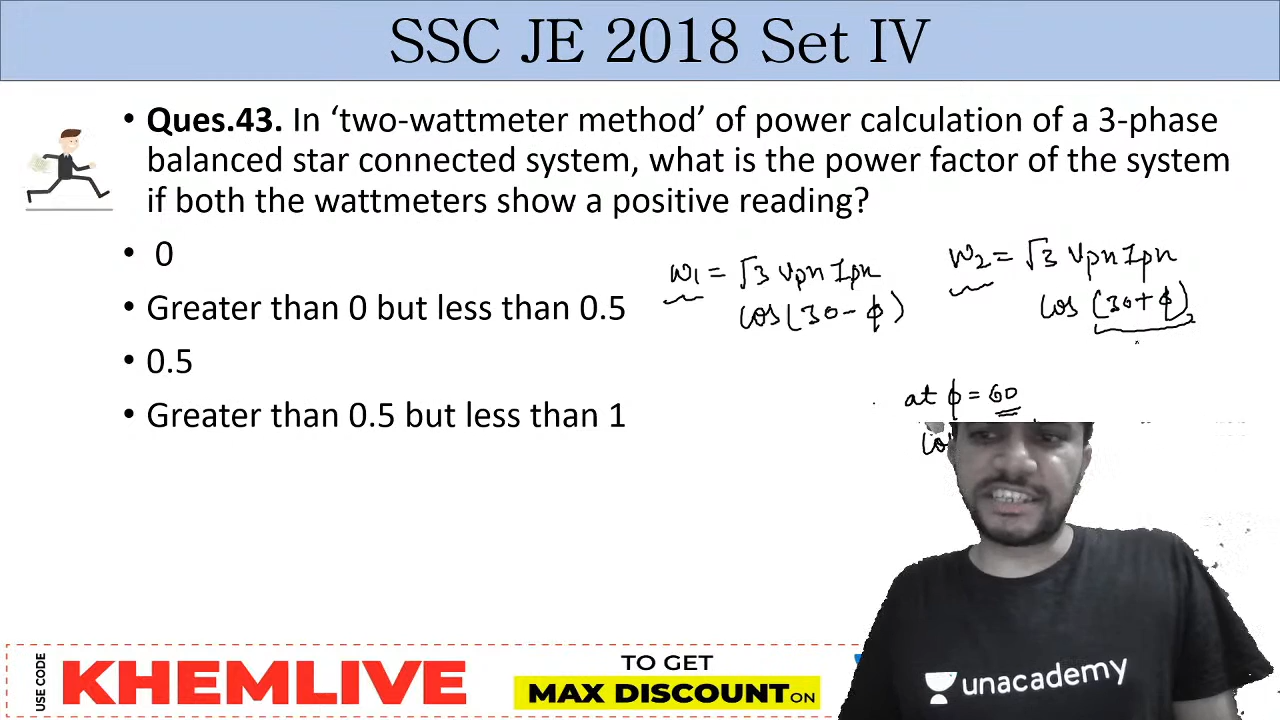 SSC JE 2018 Set IV
• Ques.43. In ‘two-wattmeter method’ of power calculation of a 3-phase
balanced star connected system, what is the power factor of the system
if both the wattmeters show a positive reading?
• 0
• Greater than 0 but less than 0.5
• 0.5
• Greater than 0.5 but less than 1
W1 = √3 Vph Iph
cos(30-ϕ)
W2 = √3 Vph Iph
cos (30+ϕ)
at ϕ = 60
USE CODE
KHEMLIVE
TO GET
MAX DISCOUNT ON
unacademy